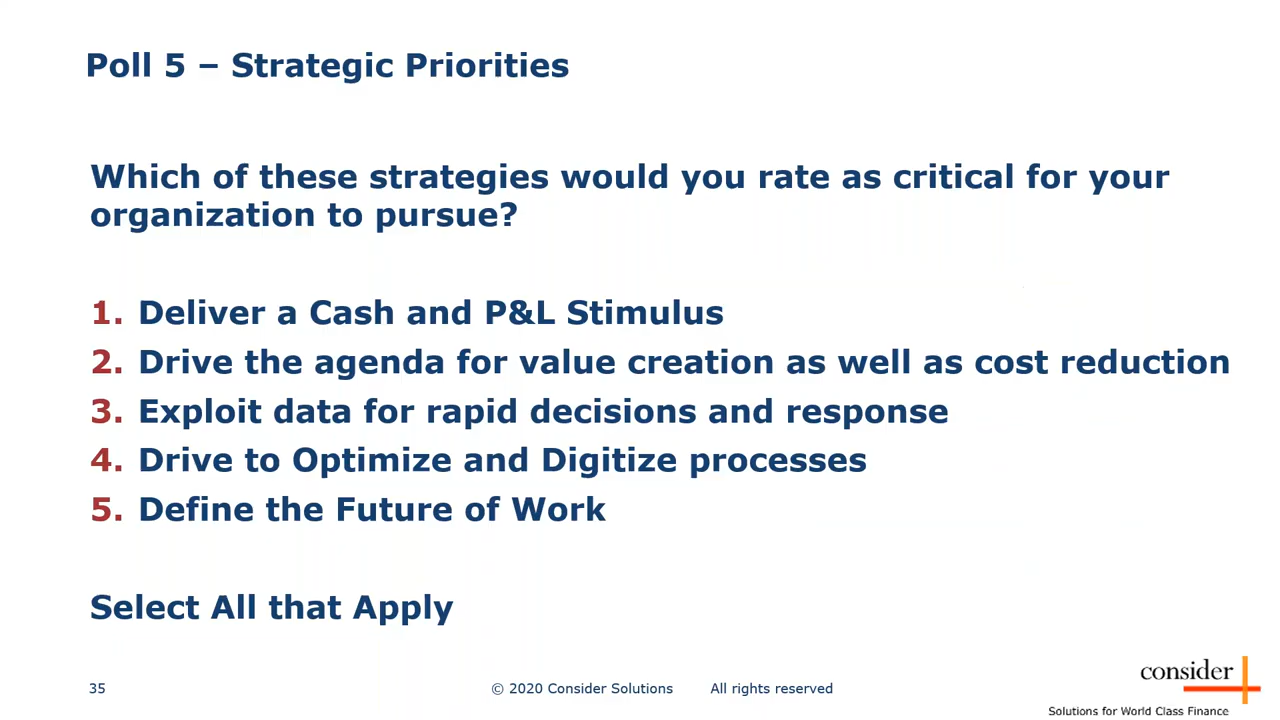 Poll 5 – Strategic Priorities
Which of these strategies would you rate as critical for your
organization to pursue?
1. Deliver a Cash and P&L Stimulus
2. Drive the agenda for value creation as well as cost reduction
3. Exploit data for rapid decisions and response
4. Drive to Optimize and Digitize processes
5. Define the Future of Work
Select All that Apply
35 © 2020 Consider Solutions All rights reserved
consider
Solutions for World Class Finance